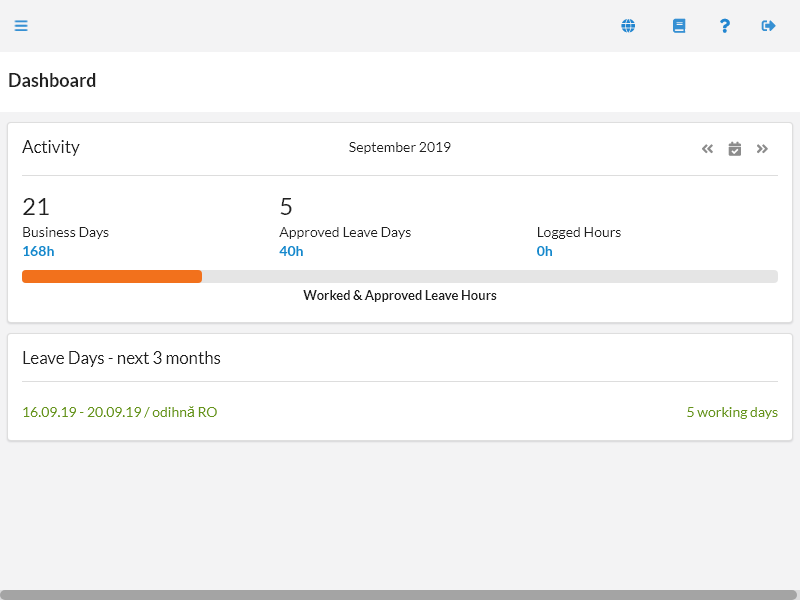 Dashboard
Activity
September 2019
21
Business Days
168h
5
Approved Leave Days
40h
Logged Hours
0h
Worked & Approved Leave Hours
Leave Days - next 3 months
16.09.19 - 20.09.19 / odihnă RO
5 working days